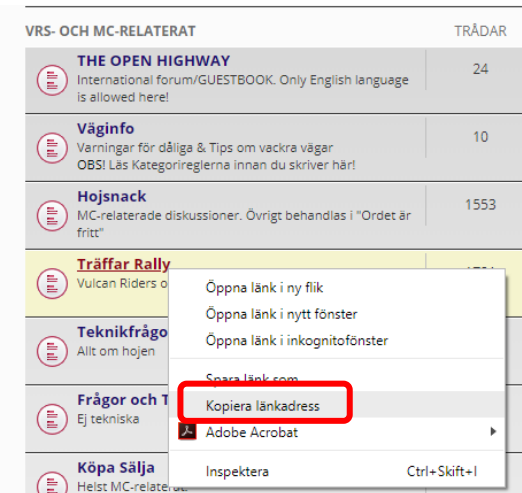 VRS- OCH MC-RELATERAT TRÅDAR
THE OPEN HIGHWAY
International forum/GUESTBOOK. Only English language
is allowed here!
24
Väginfo
Varningar för dåliga & Tips om vackra vägar
OBS! Läs Kategorireglerna innan du skriver här!
10
Hojsnack
MC-relaterade diskussioner. Övrigt behandlas i "Ordet är
fritt"
1553
Träffar Rally
Vulcan Riders o
Öppna länk i ny flik
Öppna länk i nytt fönster
Öppna länk i inkognitofönster
Spara länk som
Kopiera länkadress
Adobe Acrobat
Inspektera Ctrl+Skift+I
Teknikfrågo
Allt om hojen
Frågor och T
Ej tekniska
Köpa Sälja
Helst MC-relaterat.